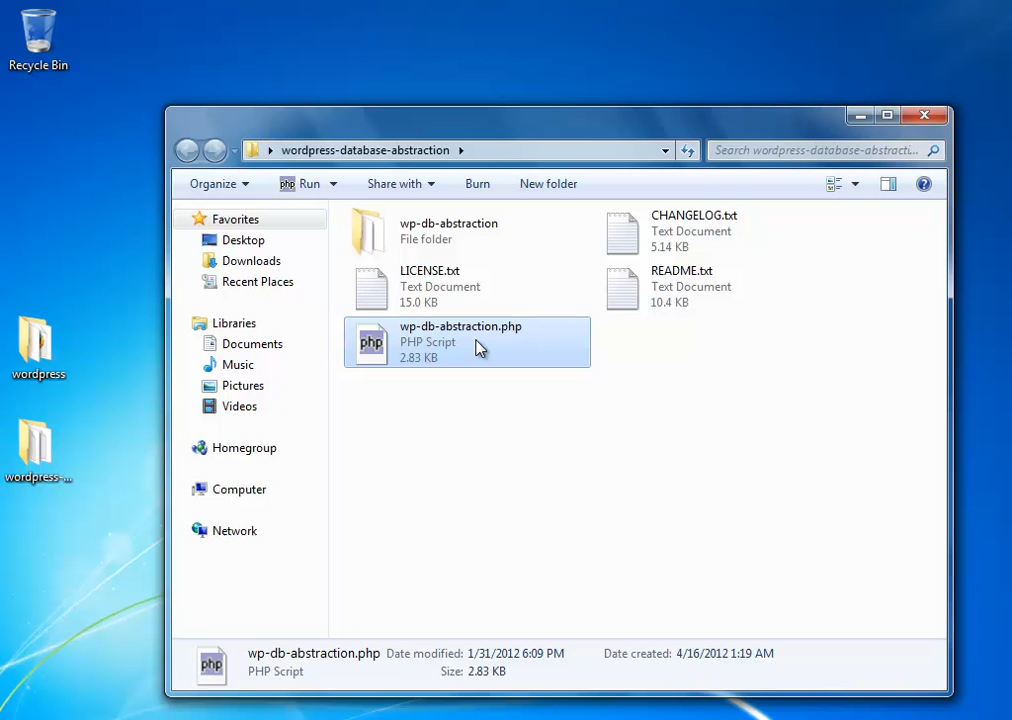 Recycle Bin
wordpress
wordpress-...
wordpress-database-abstraction
Search wordpress-database-abstracti...
Organize
php Run
Share with
Burn
New folder
Favorites
Desktop
Downloads
Recent Places
Libraries
Documents
Music
Pictures
Videos
Homegroup
Computer
Network
wp-db-abstraction
File folder
CHANGELOG.txt
Text Document
5.14 KB
LICENSE.txt
Text Document
15.0 KB
README.txt
Text Document
10.4 KB
php
wp-db-abstraction.php
PHP Script
2.83 KB
php
wp-db-abstraction.php Date modified: 1/31/2012 6:09 PM Date created: 4/16/2012 1:19 AM
PHP Script Size: 2.83 KB